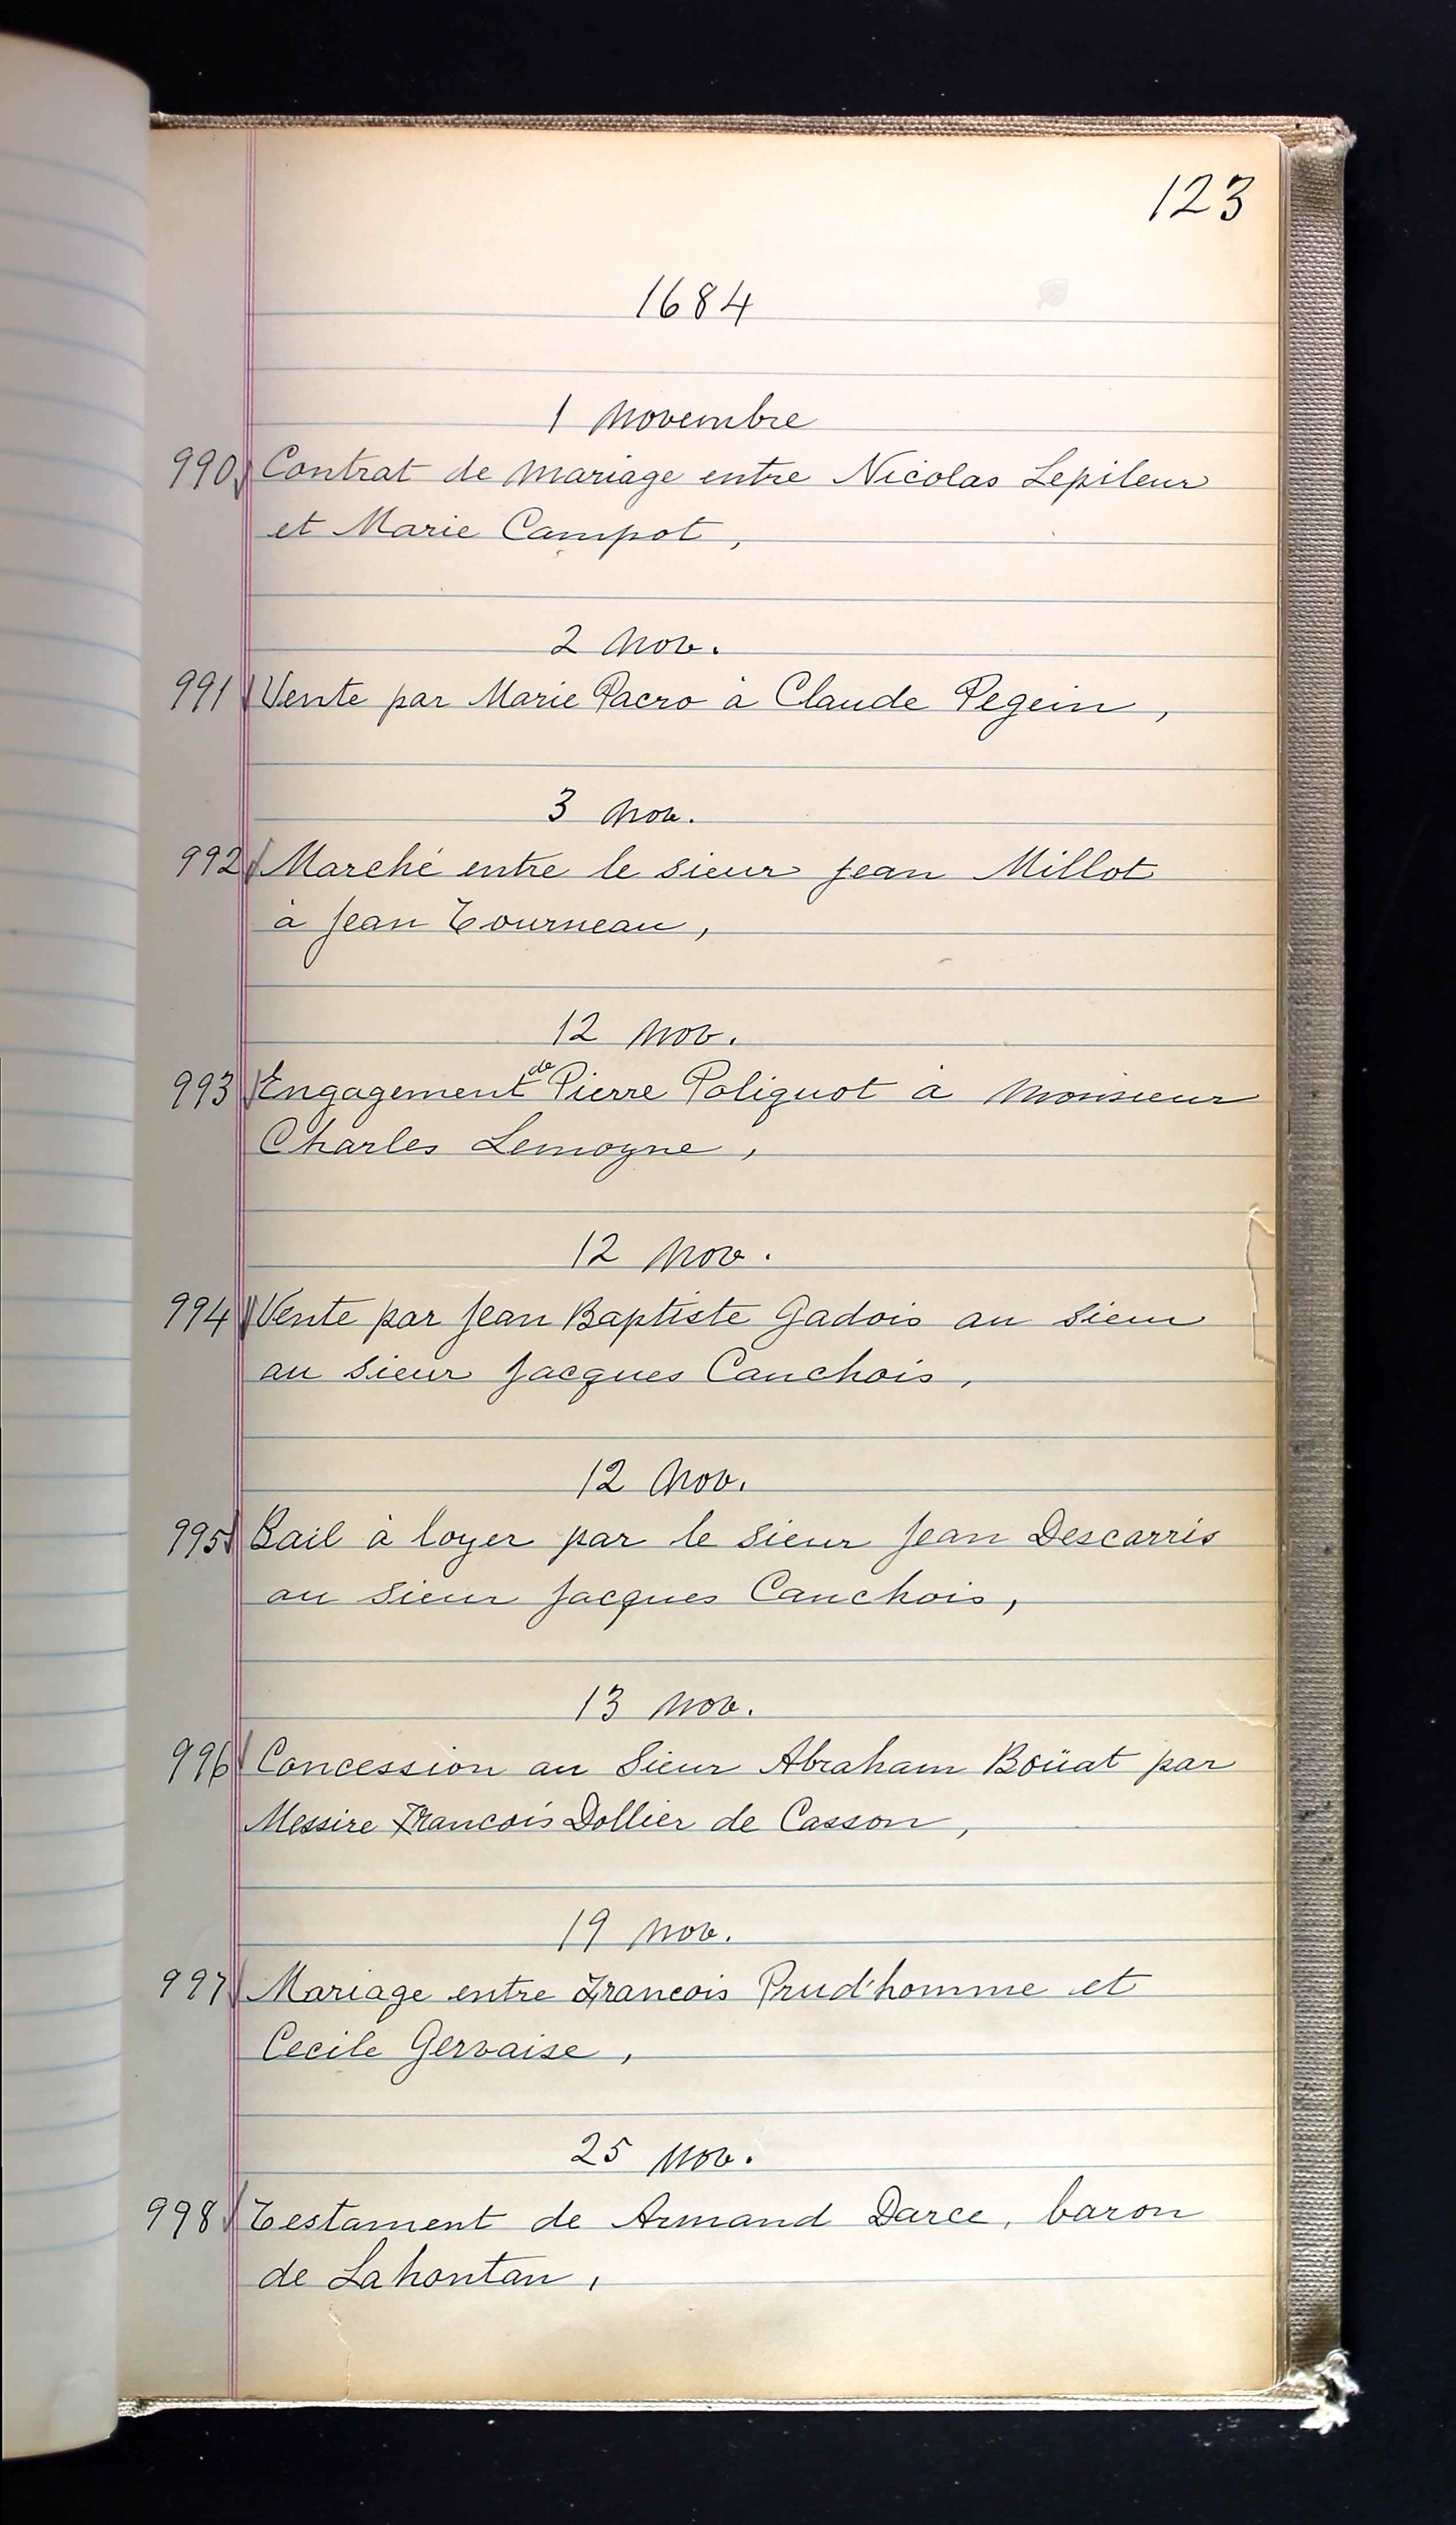 123
1684
1 Novembre
990 Contrat de Mariage entre Nicolas Lepileur
et Marie Campot,
2 Nov.
991 Vente par Marie Pacro à Claude Pegein,
3 Nov.
992 Marché entre le sieur Jean Millot
à Jean Tourneau,
12 Nov.
993 Engagement de Pierre Poliquot à Monsieur
Charles Lemoyne,
12 Nov.
994 Vente par Jean Baptiste Gadois au sieur
au sieur Jacques Cauchois,
12 Nov.
995 Bail à loyer par le sieur Jean Descarris
au sieur Jacques Cauchois,
13 Nov.
996 Concession au Sieur Abraham Boüat par
Messire Francois Dollier de Casson,
19 Nov.
997 Mariage entre Francois Prud'homme et
Cecile Gervaise,
25 Nov.
998 Testament de Armand Darce, baron
de Lahontan,